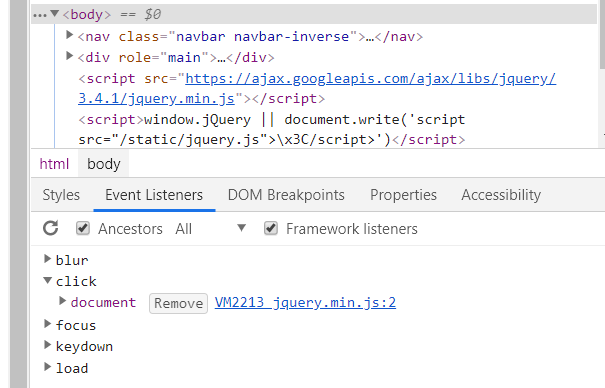 ...▼<body> == $0
▶<nav class="navbar navbar-inverse">…</nav>
▶<div role="main">…</div>
<script src="https://ajax.googleapis.com/ajax/libs/jquery/
3.4.1/jquery.min.js"></script>
<script>window.jQuery || document.write('script
src="/static/jquery.js">\x3C/script>')</script>
html body
Styles Event Listeners DOM Breakpoints Properties Accessibility
Ancestors All ▼ Framework listeners
▶blur
▼click
▶document Remove VM2213 jquery.min.js:2
▶focus
▶keydown
▶load